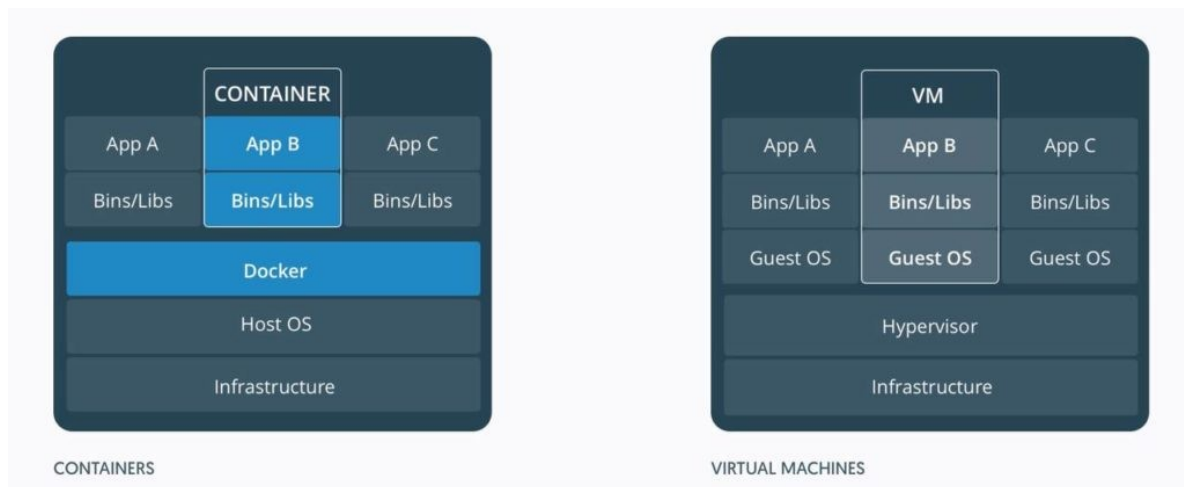 CONTAINER
App A
App B
App C
Bins/Libs
Bins/Libs
Bins/Libs
Docker
Host OS
Infrastructure
CONTAINERS
VM
App A
App B
App C
Bins/Libs
Bins/Libs
Bins/Libs
Guest OS
Guest OS
Guest OS
Hypervisor
Infrastructure
VIRTUAL MACHINES